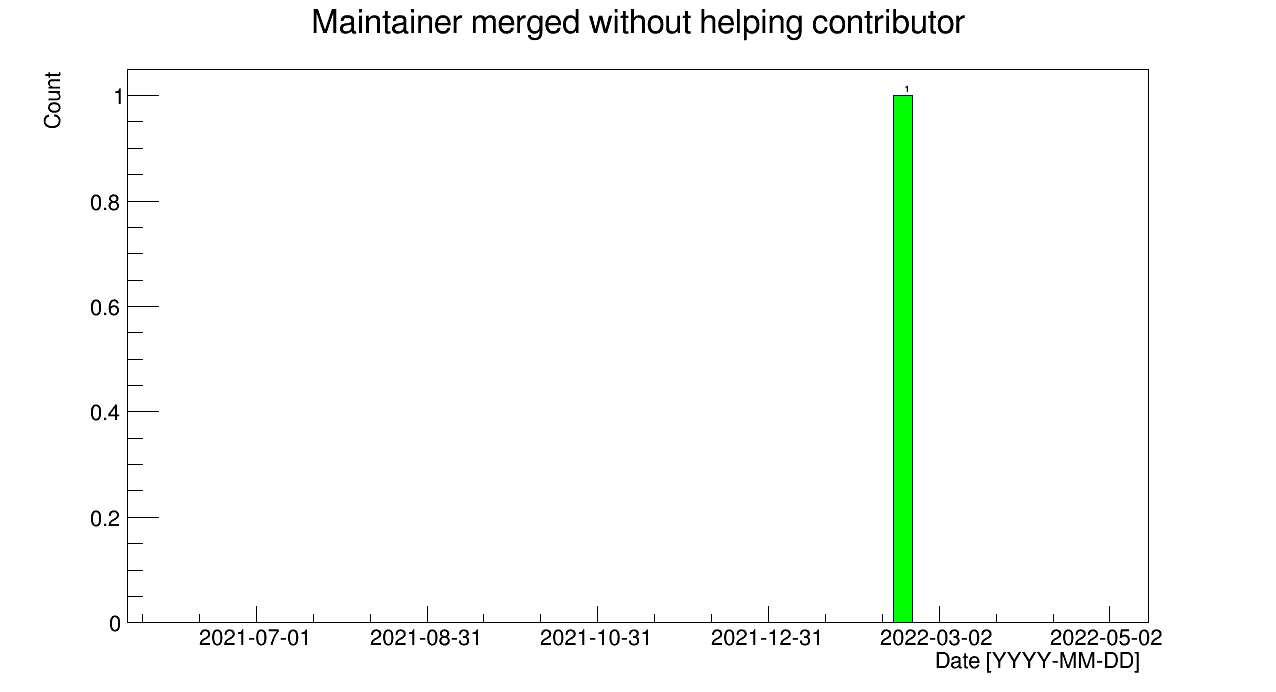 Maintainer merged without helping contributor
Count
1
1
0.8
0.6
0.4
0.2
0
2021-07-01 2021-08-31 2021-10-31 2021-12-31 2022-03-02 2022-05-02
Date [YYYY-MM-DD]